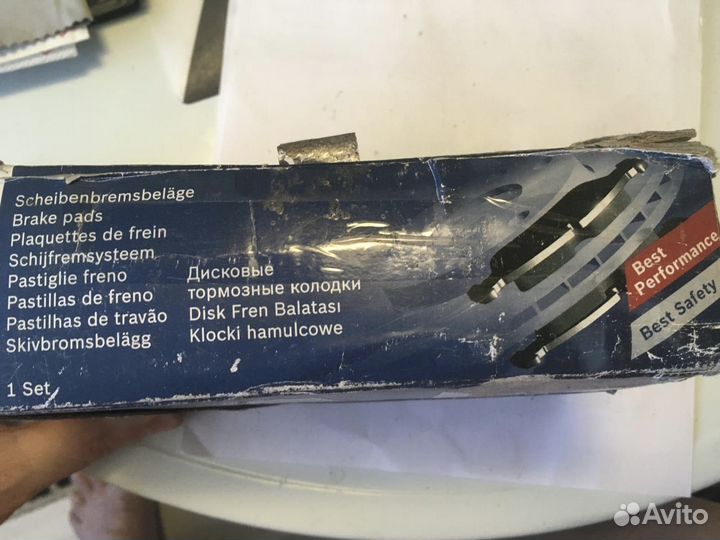 Scheibenbremsbeläge
Brake pads
Plaquettes de frein
Schijfremsysteem
Pastiglie freno
Pastillas de freno
Pastilhas de travão
Skivbromsbelägg
Дисковые
тормозные колодки
Disk Fren Balatası
Klocki hamulcowe
1 Set
Best
Performance
Best Safety
Avito